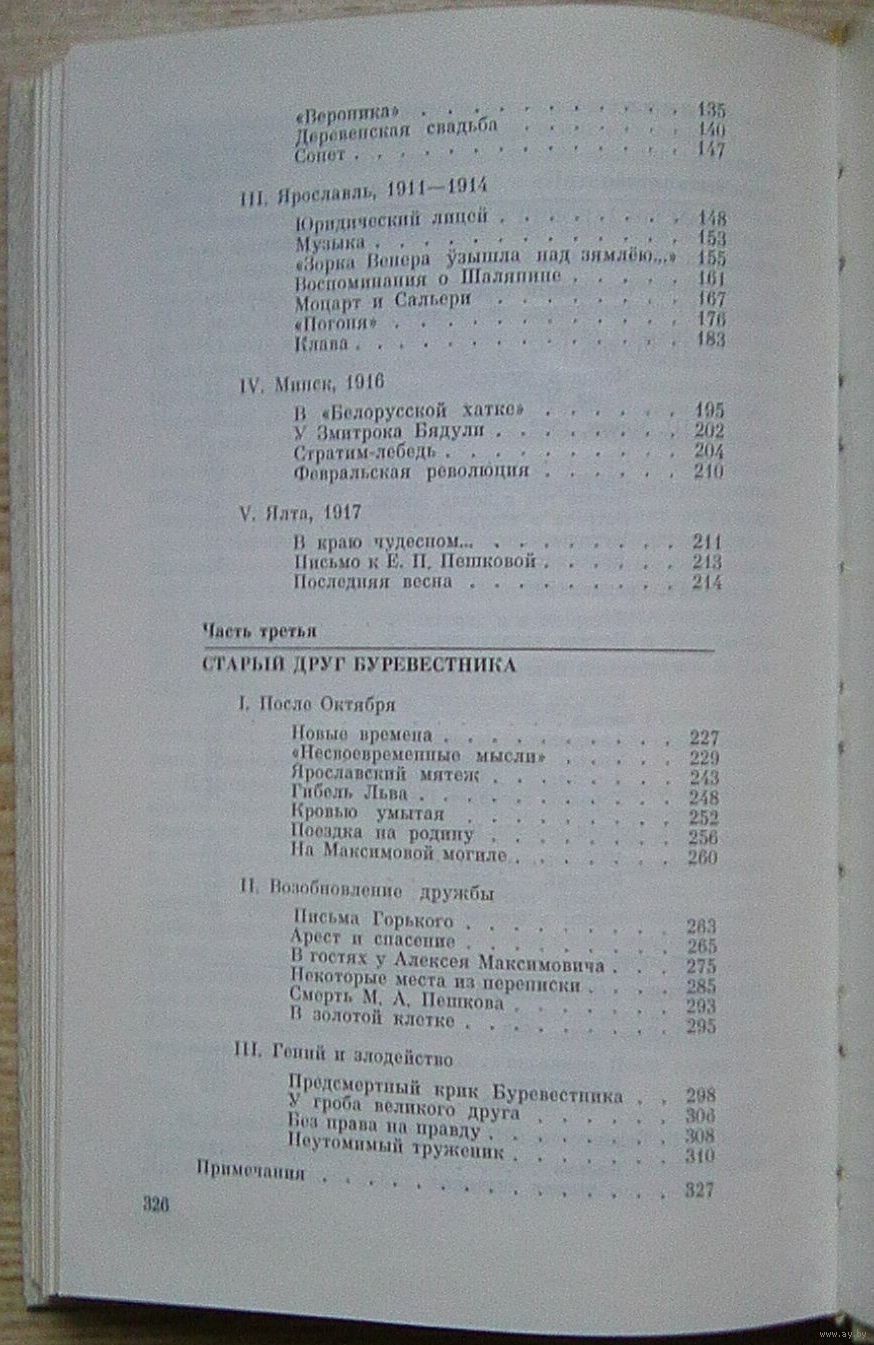 «Вероника» . . . . . . . . . . . 135
Деревенская свадьба . . . . . . . 140
Сонет . . . . . . . . . . . . . . 147
III. Ярославль, 1911—1914
Юридический лицей . . . . . . . . 148
Музыка . . . . . . . . . . . . . 153
«Зорка Венера ўзышла над зямлёю...» 155
Воспоминания о Шаляпине . . . . . 161
Моцарт и Сальери . . . . . . . . 167
«Погоня» . . . . . . . . . . . . 176
Клава . . . . . . . . . . . . . . 183
IV. Минск, 1916
В «Белорусской хатке» . . . . . . 195
У Змитрока Бядули . . . . . . . . 202
Стратим-лебедь . . . . . . . . . . 204
Февральская революция . . . . . . 210
V. Ялта, 1917
В краю чудесном... . . . . . . . . 211
Письмо к Е. П. Пешковой . . . . . . 213
Последняя весна . . . . . . . . . 214
Часть третья
СТАРЫЙ ДРУГ БУРЕВЕСТНИКА
I. После Октября
Новые времена . . . . . . . . . . 227
«Несвоевременные мысли» . . . . . 229
Ярославский мятеж . . . . . . . . 243
Гибель Льва . . . . . . . . . . . 248
Кровью умытая . . . . . . . . . 252
Поездка на родину . . . . . . . . 256
На Максимовой могиле . . . . . . . 260
II. Возобновление дружбы
Письма Горького . . . . . . . . . 263
Арест и спасение . . . . . . . . . 265
В гостях у Алексея Максимовича . . . 275
Некоторые места из переписки . . . . 285
Смерть М. А. Пешкова . . . . . . . 293
В золотой клетке . . . . . . . . . 295
III. Гений и злодейство
Предсмертный крик Буревестника . . 298
У гроба великого друга . . . . . . 306
Без права на правду . . . . . . . . 308
Неутомимый труженик . . . . . . . 310
Примечания . . . . . . . . . . . . . . . 327
326
www.ay.by